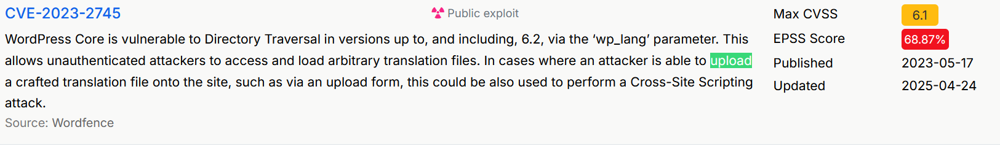 CVE-2023-2745
Public exploit
WordPress Core is vulnerable to Directory Traversal in versions up to, and including, 6.2, via the ‘wp_lang’ parameter. This
allows unauthenticated attackers to access and load arbitrary translation files. In cases where an attacker is able to upload
a crafted translation file onto the site, such as via an upload form, this could be also used to perform a Cross-Site Scripting
attack.
Source: Wordfence
Max CVSS 6.1
EPSS Score 68.87%
Published 2023-05-17
Updated 2025-04-24